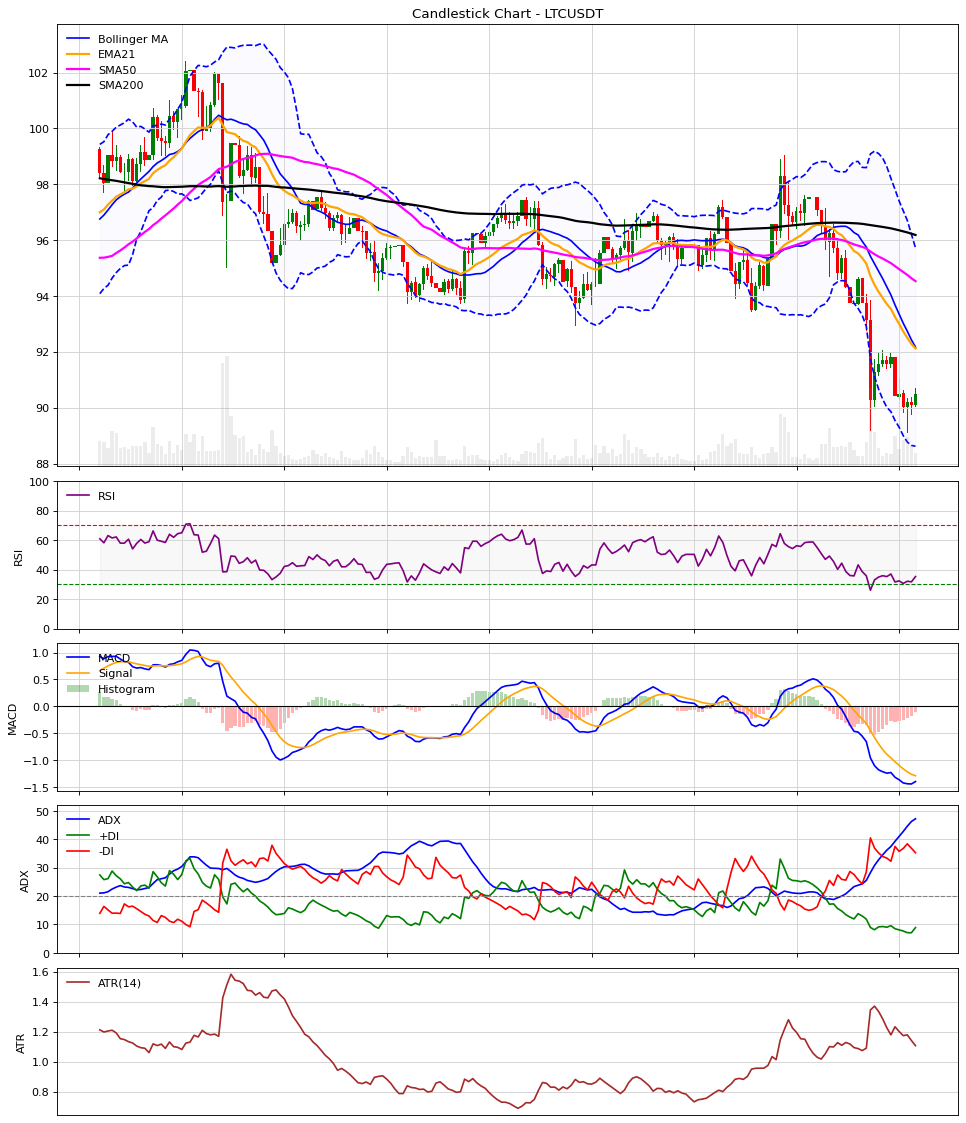 Candlestick Chart - LTCUSDT
Bollinger MA
EMA21
SMA50
SMA200
102
100
98
96
94
92
90
88
RSI
RSI
100
80
60
40
20
0
MACD
MACD
Signal
Histogram
1.0
0.5
0.0
−0.5
−1.0
−1.5
ADX
ADX
+DI
-DI
50
40
30
20
10
0
ATR
ATR(14)
1.6
1.4
1.2
1.0
0.8